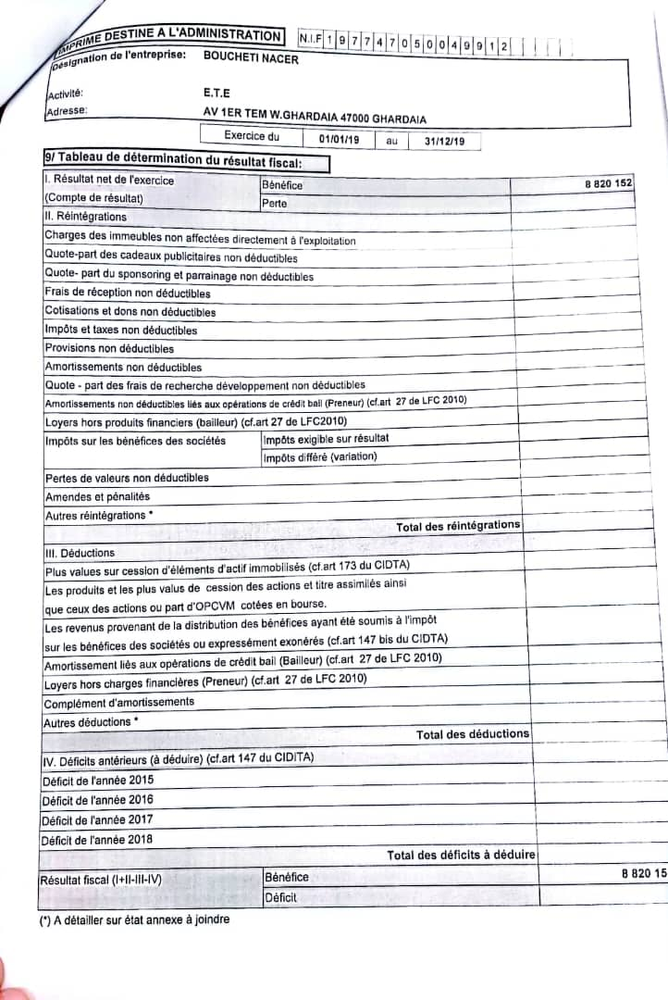 IMPRIME DESTINE A L'ADMINISTRATION
N.I.F 1 9 7 7 4 7 0 5 0 0 4 9 9 1 2
Désignation de l'entreprise: BOUCHETI NACER
Activité: E.T.E
Adresse: AV 1ER TEM W.GHARDAIA 47000 GHARDAIA
Exercice du 01/01/19 au 31/12/19
9/ Tableau de détermination du résultat fiscal:
I. Résultat net de l'exercice Bénéfice 8 820 152
(Compte de résultat) Perte
II. Réintégrations
Charges des immeubles non affectées directement à l'exploitation
Quote-part des cadeaux publicitaires non déductibles
Quote- part du sponsoring et parrainage non déductibles
Frais de réception non déductibles
Cotisations et dons non déductibles
Impôts et taxes non déductibles
Provisions non déductibles
Amortissements non déductibles
Quote - part des frais de recherche développement non déductibles
Amortissements non déductibles liés aux opérations de crédit bail (Preneur) (cf.art 27 de LFC 2010)
Loyers hors produits financiers (bailleur) (cf.art 27 de LFC2010)
Impôts sur les bénéfices des sociétés Impôts exigible sur résultat
Impôts différé (variation)
Pertes de valeurs non déductibles
Amendes et pénalités
Autres réintégrations *
Total des réintégrations
III. Déductions
Plus values sur cession d'éléments d'actif immobilisés (cf.art 173 du CIDTA)
Les produits et les plus values de cession des actions et titre assimilés ainsi
que ceux des actions ou part d'OPCVM cotées en bourse.
Les revenus provenant de la distribution des bénéfices ayant été soumis à l'impôt
sur les bénéfices des sociétés ou expressément exonérés (cf.art 147 bis du CIDTA)
Amortissement liés aux opérations de crédit bail (Bailleur) (cf.art 27 de LFC 2010)
Loyers hors charges financières (Preneur) (cf.art 27 de LFC 2010)
Complément d'amortissements
Autres déductions *
Total des déductions
IV. Déficits antérieurs (à déduire) (cf.art 147 du CIDITA)
Déficit de l'année 2015
Déficit de l'année 2016
Déficit de l'année 2017
Déficit de l'année 2018
Total des déficits à déduire
Résultat fiscal (I+II-III-IV) Bénéfice 8 820 15
Déficit
(*) A détailler sur état annexe à joindre